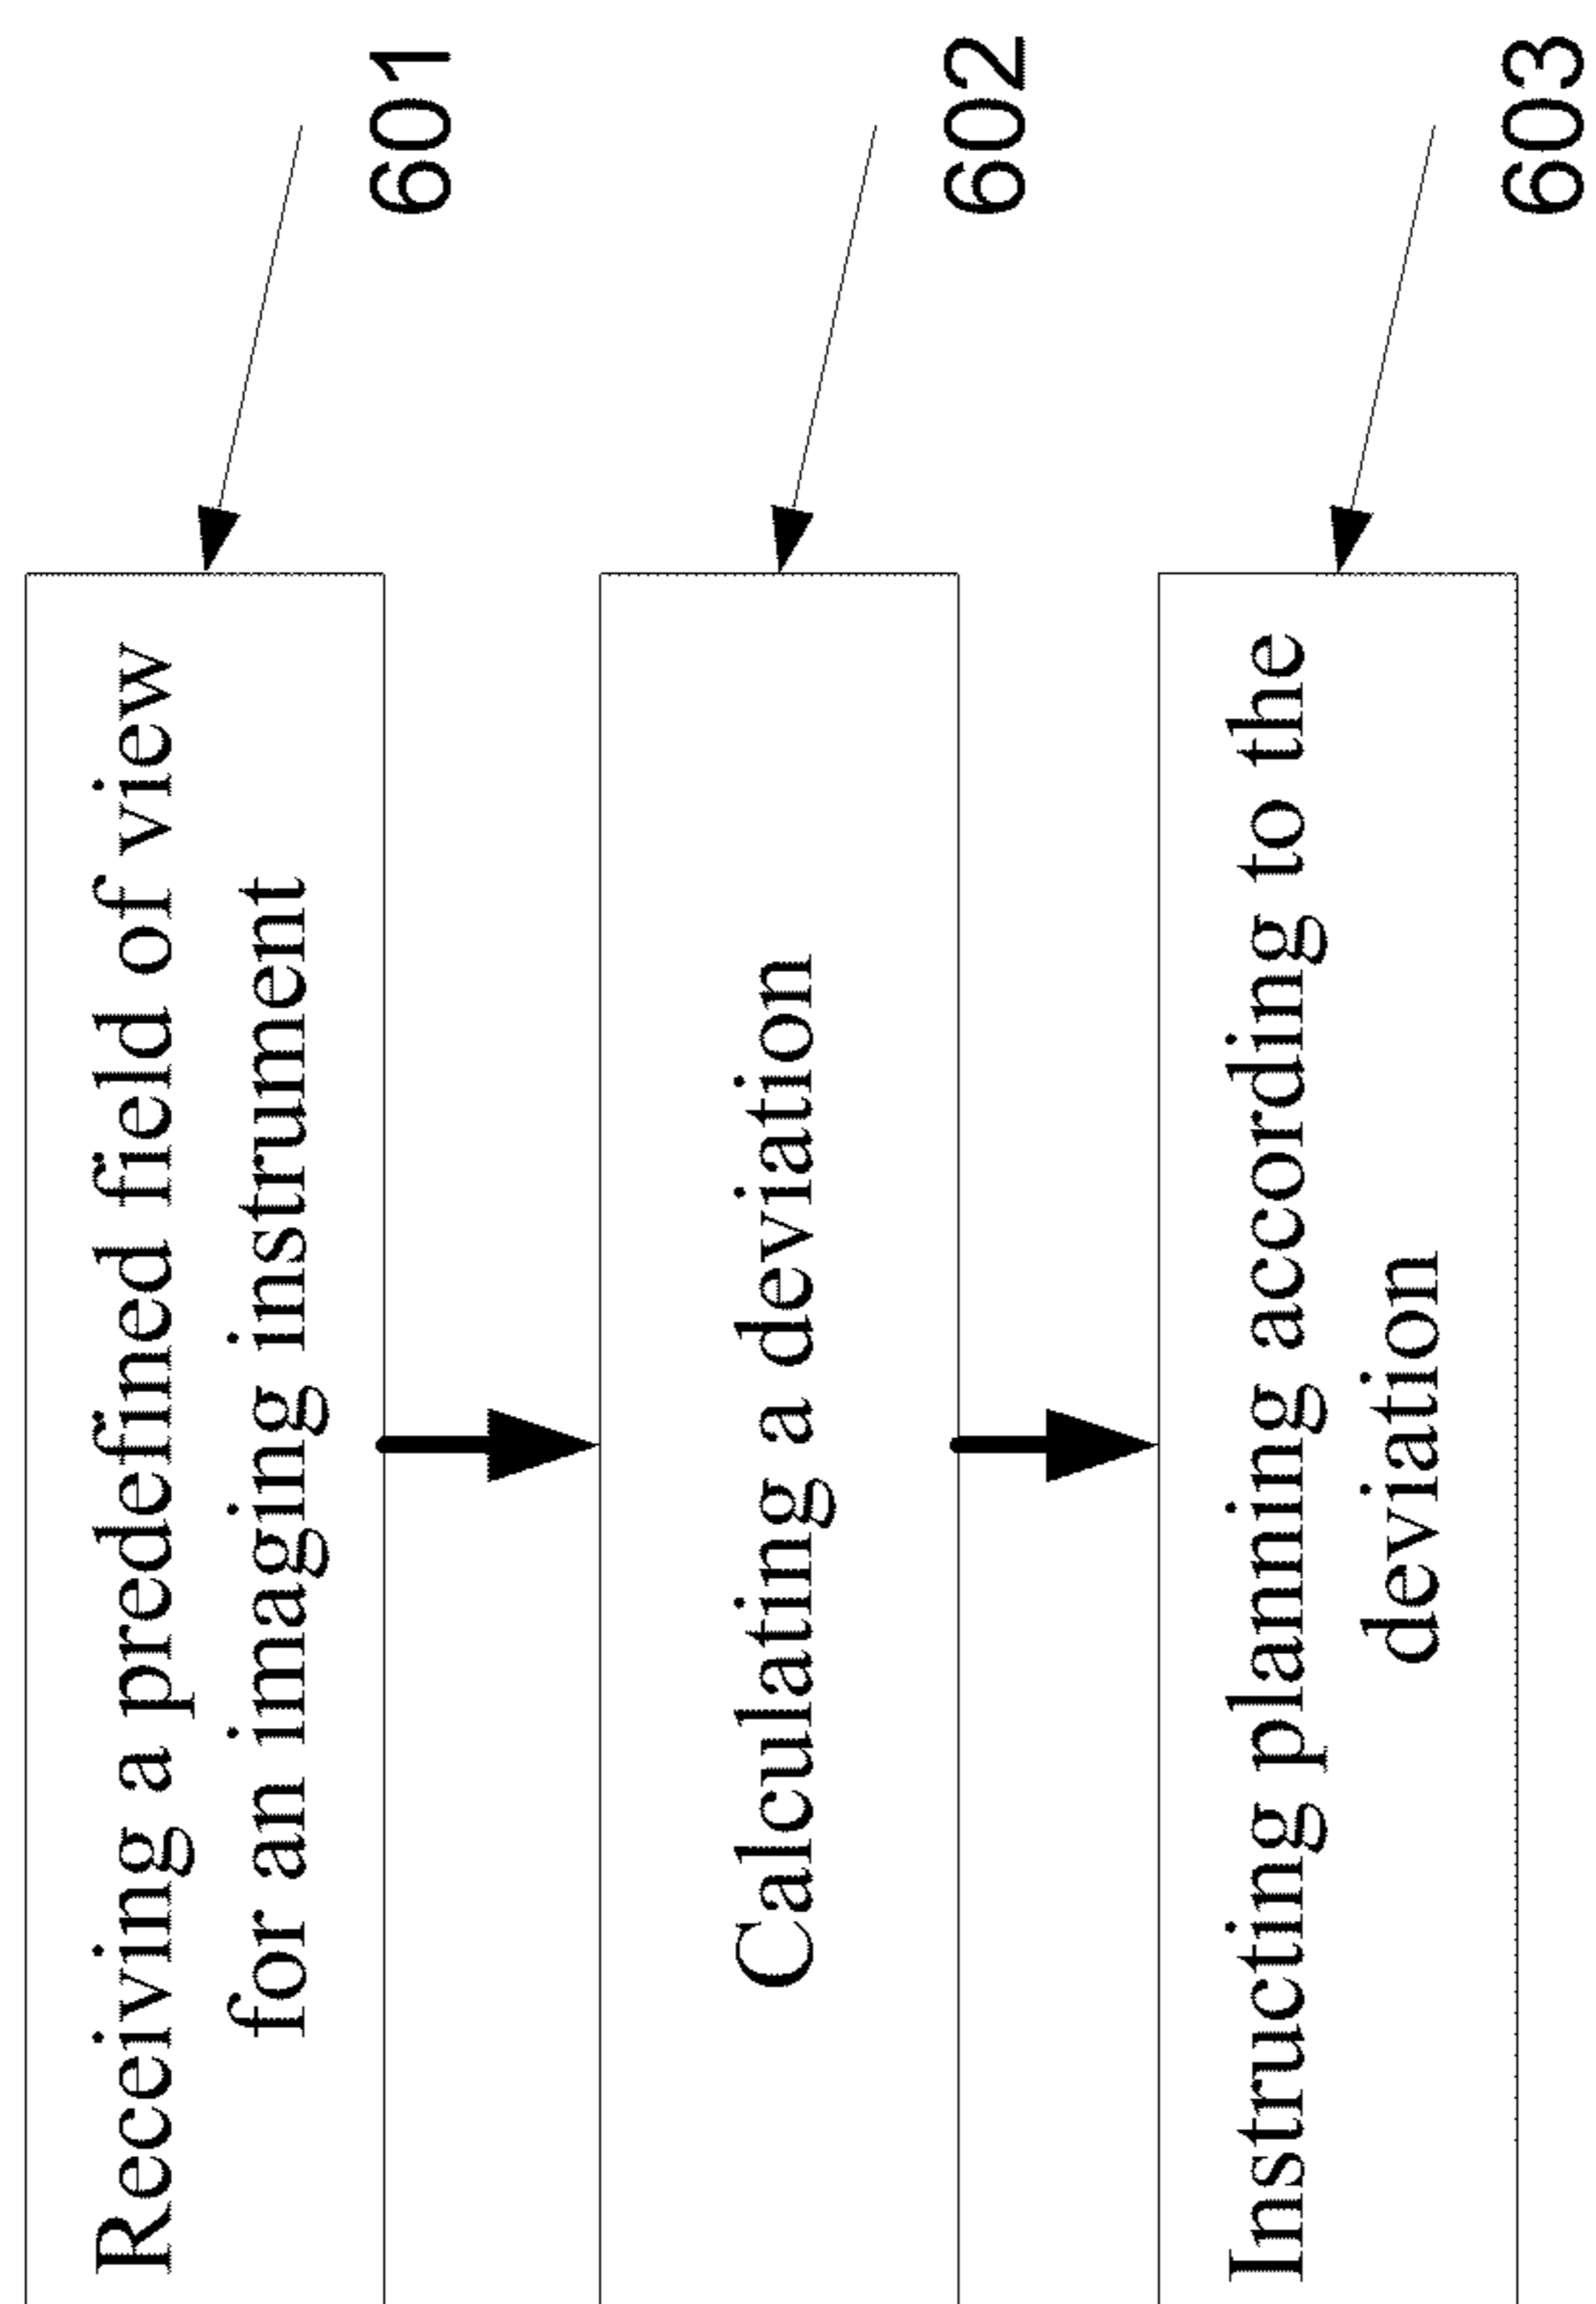 Receiving a predefined field of view
for an imaging instrument
601
Calculating a deviation
602
Instructing planning according to the
deviation
603